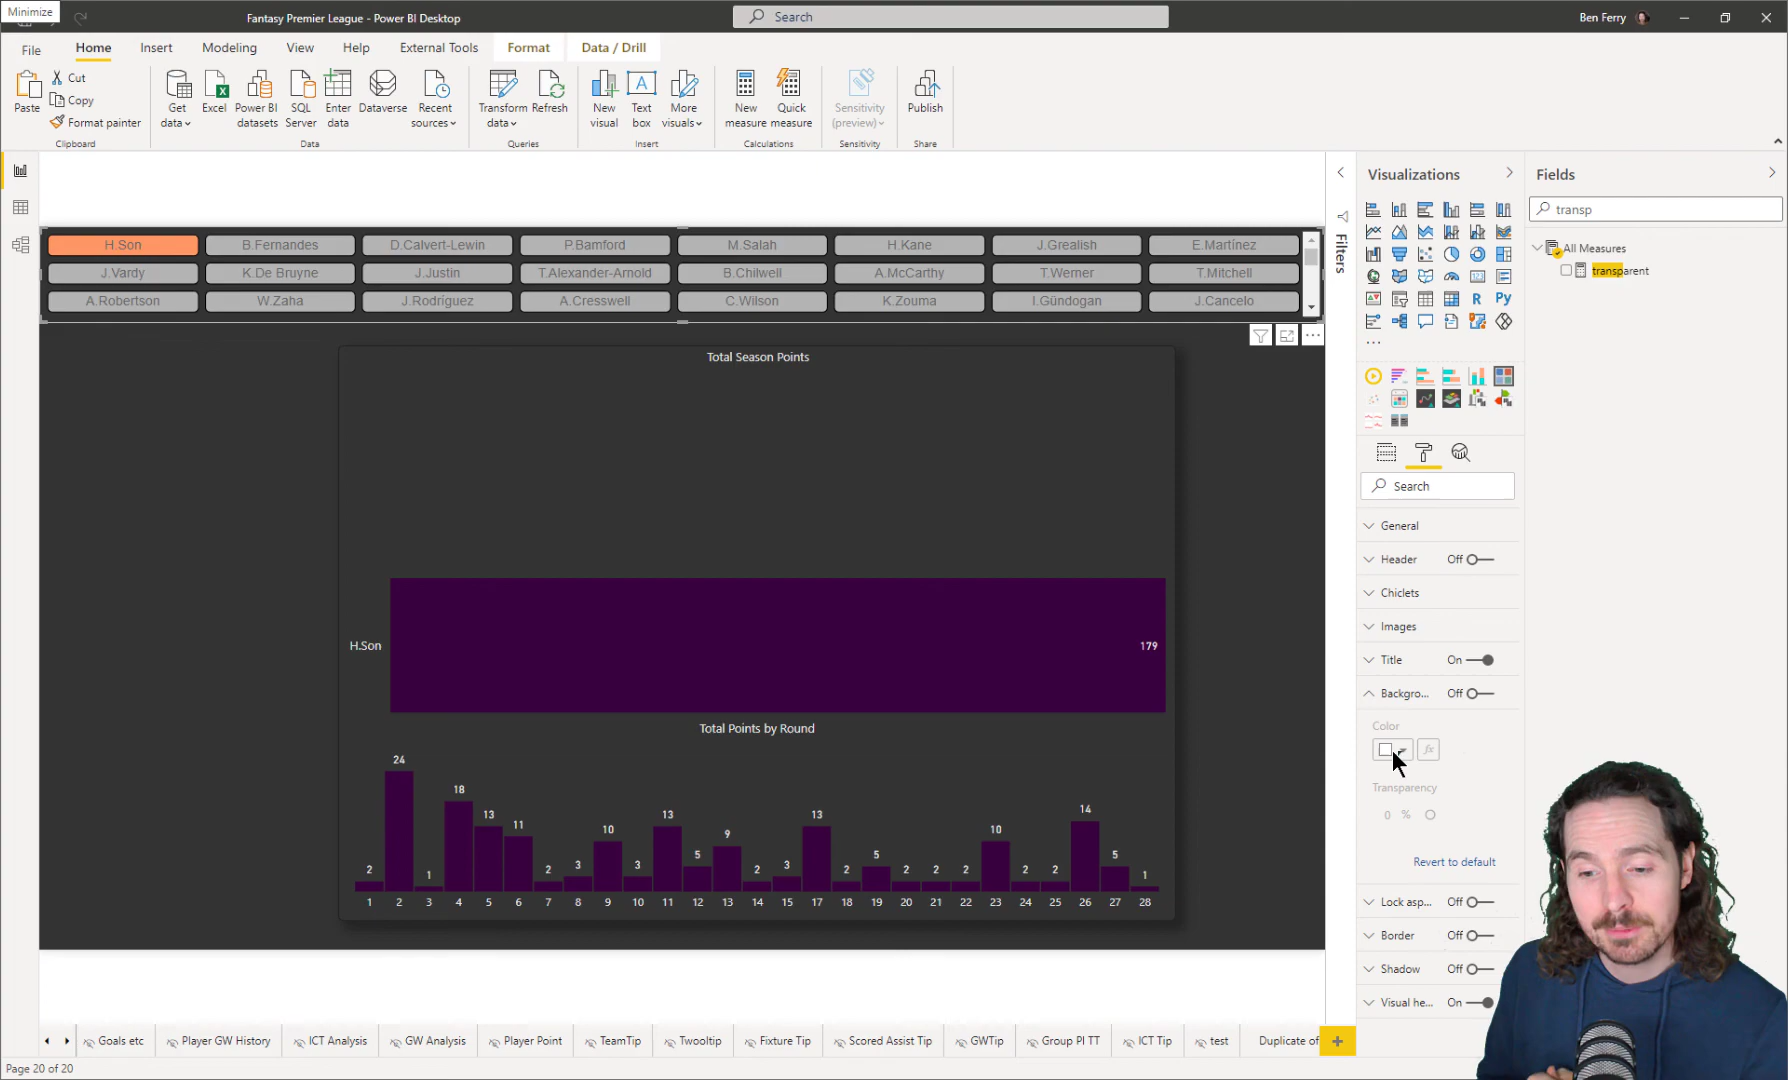 Minimize
Fantasy Premier League - Power BI Desktop
Search
Ben Ferry
File
Home
Insert
Modeling
View
Help
External Tools
Format
Data / Drill
Paste
Cut
Copy
Format painter
Clipboard
Get data
Excel
Power BI datasets
SQL Server
Enter data
Dataverse
Recent sources
Data
Transform data
Refresh
Queries
New visual
Text box
More visuals
Insert
New measure
Quick measure
Calculations
Sensitivity (preview)
Sensitivity
Publish
Share
H.Son B.Fernandes D.Calvert-Lewin P.Bamford M.Salah H.Kane J.Grealish E.Martínez
J.Vardy K.De Bruyne J.Justin T.Alexander-Arnold B.Chilwell A.McCarthy T.Werner T.Mitchell
A.Robertson W.Zaha J.Rodríguez A.Cresswell C.Wilson K.Zouma I.Gündogan J.Cancelo
Total Season Points
H.Son
179
Total Points by Round
2 24 1 18 13 11 2 3 10 3 13 5 9 2 3 13 2 5 2 2 2 10 2 2 14 5 1
1 2 3 4 5 6 7 8 9 10 11 12 13 14 15 17 18 19 20 21 22 23 24 25 26 27 28
Filters
Visualizations
R
Py
Search
General
Header Off
Chiclets
Images
Title On
Backgro... Off
Color
fx
Transparency
0 %
Revert to default
Lock asp... Off
Border Off
Shadow Off
Visual he... On
Fields
transp
All Measures
transparent
Goals etc
Player GW History
ICT Analysis
GW Analysis
Player Point
TeamTip
Twooltip
Fixture Tip
Scored Assist Tip
GWTip
Group PI TT
ICT Tip
test
Duplicate of
Page 20 of 20